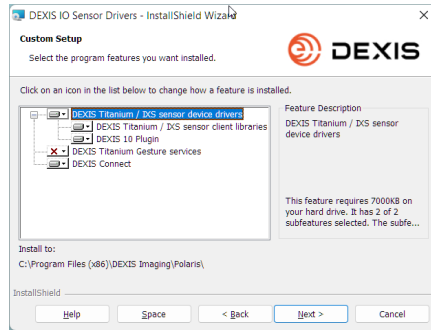 DEXIS IO Sensor Drivers - InstallShield Wizard
Custom Setup
Select the program features you want installed.
DEXIS
Click on an icon in the list below to change how a feature is installed.
DEXIS Titanium / IXS sensor device drivers
DEXIS Titanium / IXS sensor client libraries
DEXIS 10 Plugin
DEXIS Titanium Gesture services
DEXIS Connect
Feature Description
DEXIS Titanium / IXS sensor
device drivers
This feature requires 7000KB on
your hard drive. It has 2 of 2
subfeatures selected. The subfe...
Install to:
C:\Program Files (x86)\DEXIS Imaging\Polaris\
InstallShield
Help
Space
< Back
Next >
Cancel